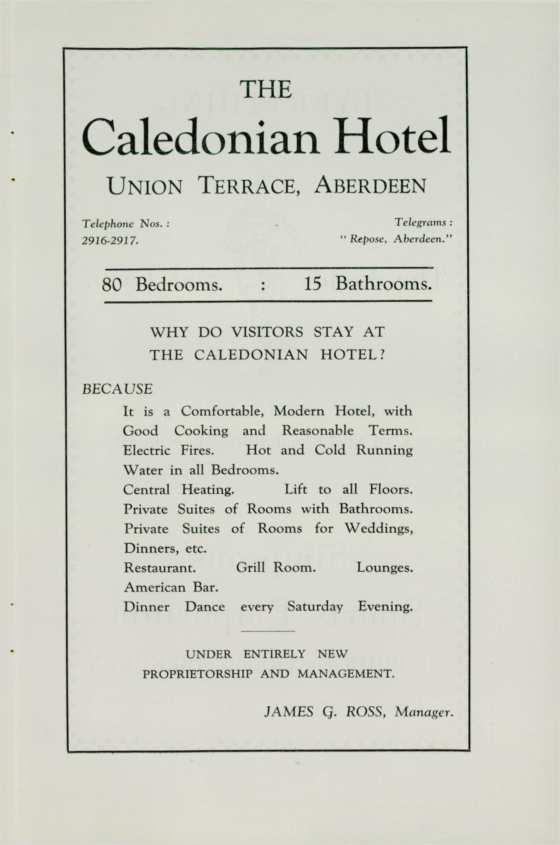 THE
Caledonian Hotel
UNION TERRACE, ABERDEEN
Telephone Nos. : Telegrams :
2916-2917. "Repose, Aberdeen."
80 Bedrooms. : 15 Bathrooms.
WHY DO VISITORS STAY AT
THE CALEDONIAN HOTEL?
BECAUSE
It is a Comfortable, Modern Hotel, with
Good Cooking and Reasonable Terms.
Electric Fires. Hot and Cold Running
Water in all Bedrooms.
Central Heating. Lift to all Floors.
Private Suites of Rooms with Bathrooms.
Private Suites of Rooms for Weddings,
Dinners, etc.
Restaurant. Grill Room. Lounges.
American Bar.
Dinner Dance every Saturday Evening.
UNDER ENTIRELY NEW
PROPRIETORSHIP AND MANAGEMENT.
JAMES G. ROSS, Manager.